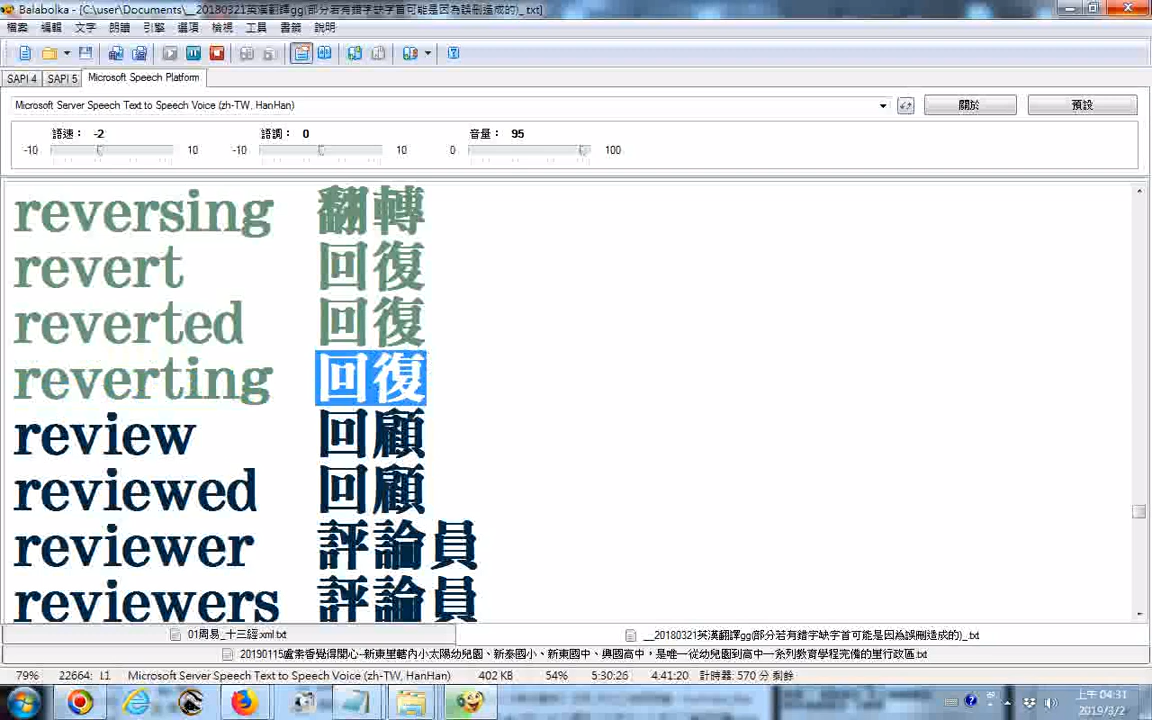 Balabolka - [C:\user\Documents\__20180321英漢翻譯gg(部分若有錯字缺字首可能是因為誤刪造成的)_.txt]
檔案 編輯 文字 朗讀 引擎 選項 檢視 工具 書籤 說明
SAPI 4 SAPI 5 Microsoft Speech Platform
Microsoft Server Speech Text to Speech Voice (zh-TW, HanHan) 關於 預設
語速： -2 語調： 0 音量： 95
-10 10 -10 10 0 100
reversing 翻轉
revert 回復
reverted 回復
reverting 回復
review 回顧
reviewed 回顧
reviewer 評論員
reviewers 評論員
01周易_十三經.xml.txt __20180321英漢翻譯gg(部分若有錯字缺字首可能是因為誤刪造成的)_.txt
20190115盧素香覺得開心-新東里轄內小太陽幼兒園、新泰國小、新東國中、興國高中，是唯一從幼兒園到高中一系列教育學程完備的里行政區.txt
79% 22664: 11 Microsoft Server Speech Text to Speech Voice (zh-TW, HanHan) 402 KB 54% 5:30:26 4:41:20 計時器: 570 分 剩餘
上午 04:31
2019/3/2